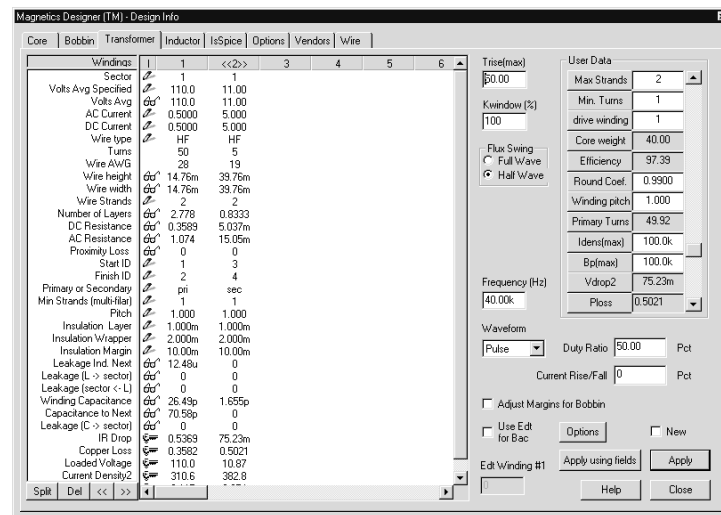 Magnetics Designer (TM) - Design Info
Core Bobbin Transformer Inductor IsSpice Options Vendors Wire
Windings I 1 <<2>> 3 4 5 6
Sector 1 1
Volts Avg Specified 110.0 11.00
Volts Avg 110.0 11.00
AC Current 0.5000 5.000
DC Current 0.5000 5.000
Wire type HF HF
Turns 50 5
Wire AWG 28 19
Wire height 14.76m 39.76m
Wire width 14.76m 39.76m
Wire Strands 2 2
Number of Layers 2.778 0.8333
DC Resistance 0.3589 5.037m
AC Resistance 1.074 15.05m
Proximity Loss 0 0
Start ID 1 3
Finish ID 2 4
Primary or Secondary pri sec
Min Strands (multi-filar) 1 1
Pitch 1.000 1.000
Insulation Layer 1.000m 1.000m
Insulation Wrapper 2.000m 2.000m
Insulation Margin 10.00m 10.00m
Leakage Ind. Next 12.48u 0
Leakage (L -> sector) 0 0
Leakage (sector <- L) 0 0
Winding Capacitance 26.49p 1.655p
Capacitance to Next 70.58p 0
Leakage (C -> sector) 0 0
IR Drop 0.5369 75.23m
Copper Loss 0.3582 0.5021
Loaded Voltage 110.0 10.87
Current Density2 310.6 382.8
Split Del << >>
Trise(max)
50.00
Kwindow (%)
100
Flux Swing
Full Wave
Half Wave
Frequency (Hz)
40.00k
User Data
Max Strands 2
Min. Turns 1
drive winding 1
Core weight 40.00
Efficiency 97.39
Round Coef. 0.9900
Winding pitch 1.000
Primary Turns 49.92
Idens(max) 100.0k
Bp(max) 100.0k
Vdrop2 75.23m
Ploss 0.5021
Waveform
Pulse Duty Ratio 50.00 Pct
Current Rise/Fall 0 Pct
Adjust Margins for Bobbin
Use Edt for Bac Options New
Edt Winding #1 Apply using fields Apply
0 Help Close